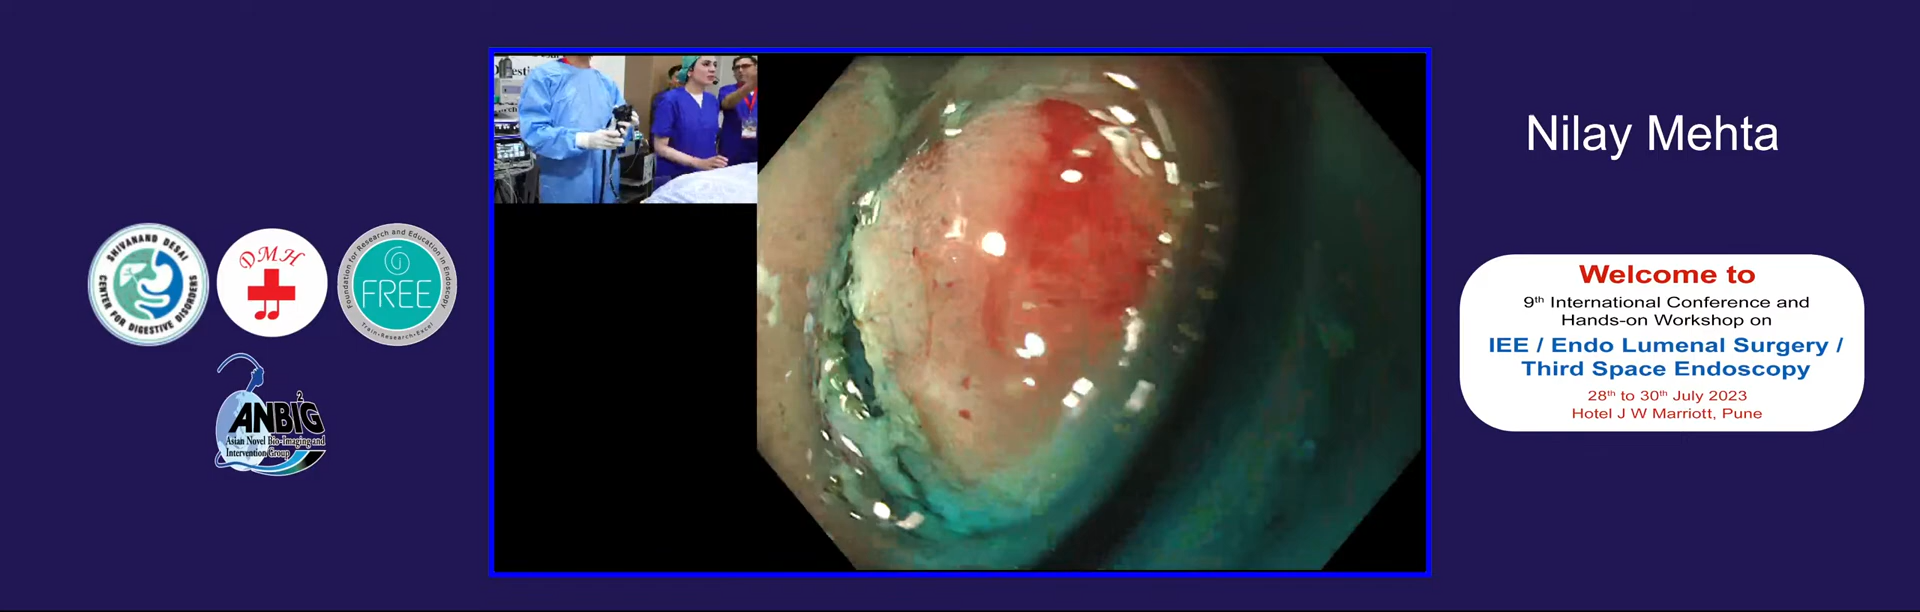 Nilay Mehta
SHIVANAND DESAI
CENTER FOR DIGESTIVE DISORDERS
DMH
Foundation for Research and Education in Endoscopy
FREE
Train•Research•Excel
ANBIG
2
Asian Novel Bio-Imaging and
Intervention Group
Welcome to
9th International Conference and
Hands-on Workshop on
IEE / Endo Lumenal Surgery /
Third Space Endoscopy
28th to 30th July 2023
Hotel J W Marriott, Pune